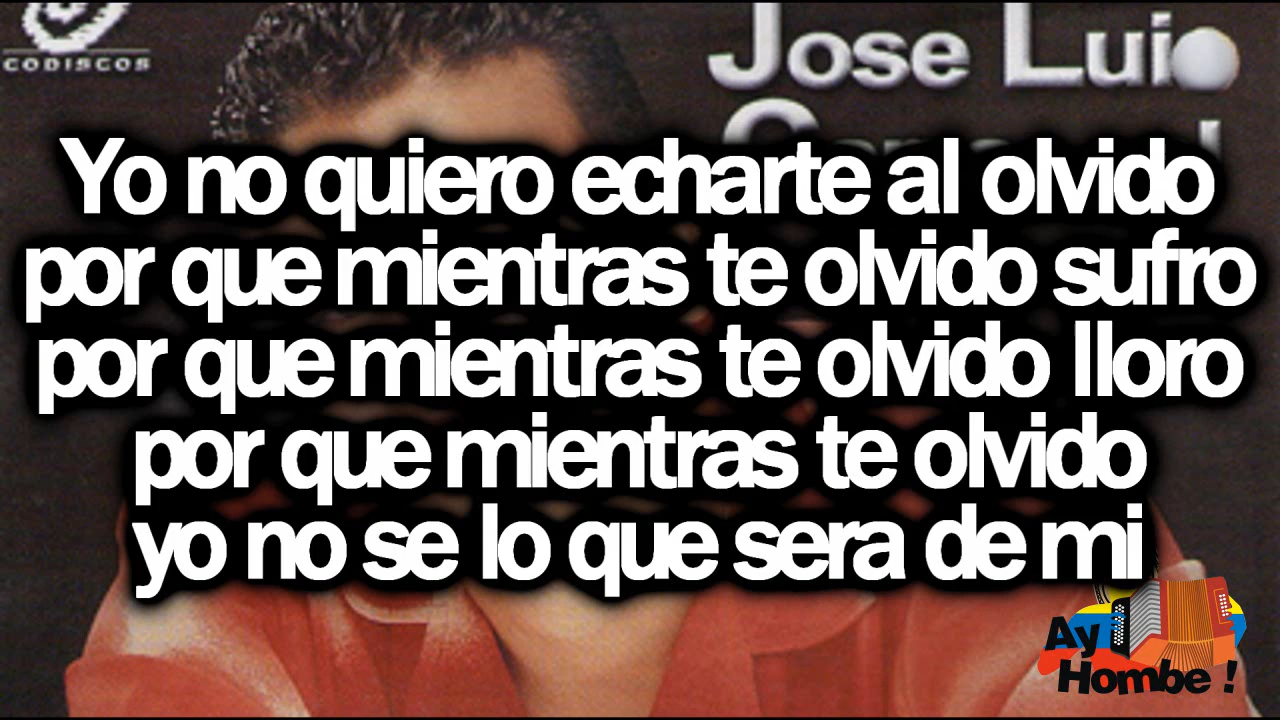 CODISCOS
Jose Luis
Yo no quiero echarte al olvido
por que mientras te olvido sufro
por que mientras te olvido lloro
por que mientras te olvido
yo no se lo que sera de mi
Ay
Hombe !